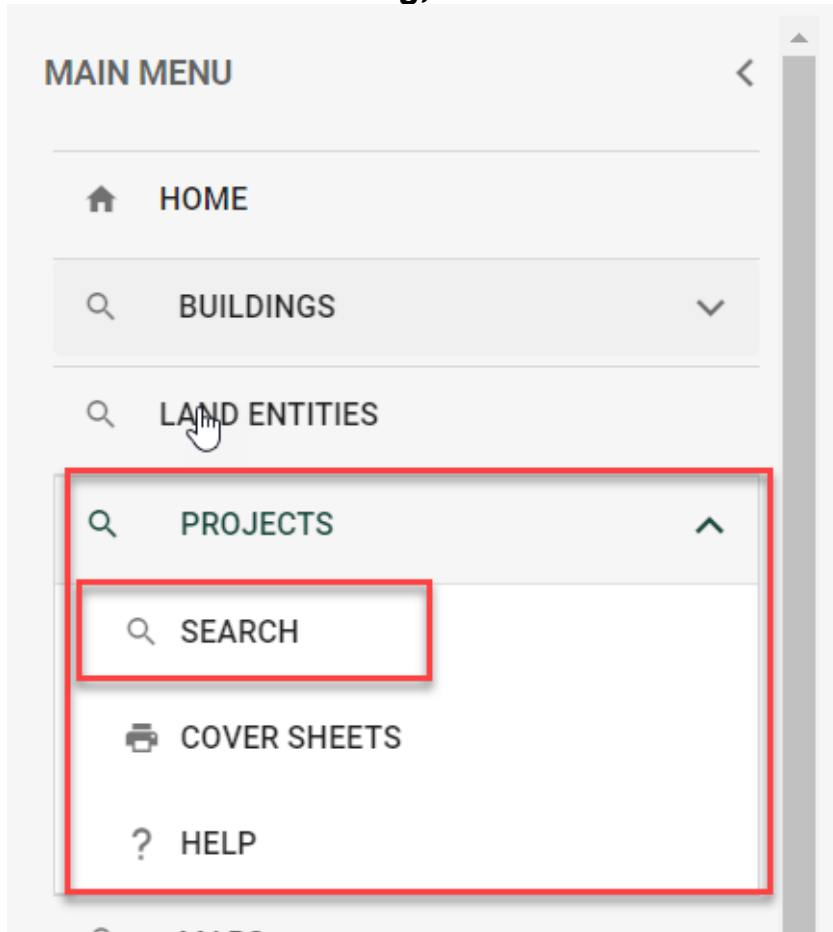 MAIN MENU
HOME
BUILDINGS
LAND ENTITIES
PROJECTS
SEARCH
COVER SHEETS
? HELP